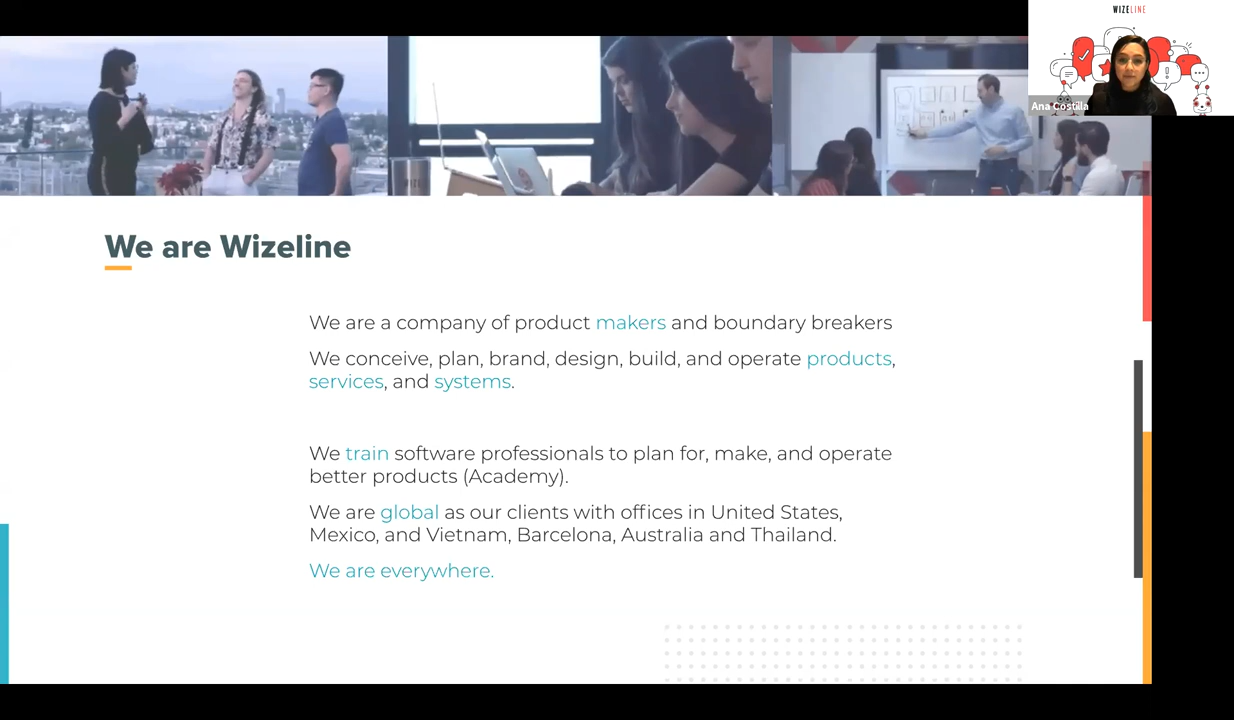 WIZELINE
Ana Costilla
We are Wizeline
We are a company of product makers and boundary breakers
We conceive, plan, brand, design, build, and operate products,
services, and systems.
We train software professionals to plan for, make, and operate
better products (Academy).
We are global as our clients with offices in United States,
Mexico, and Vietnam, Barcelona, Australia and Thailand.
We are everywhere.